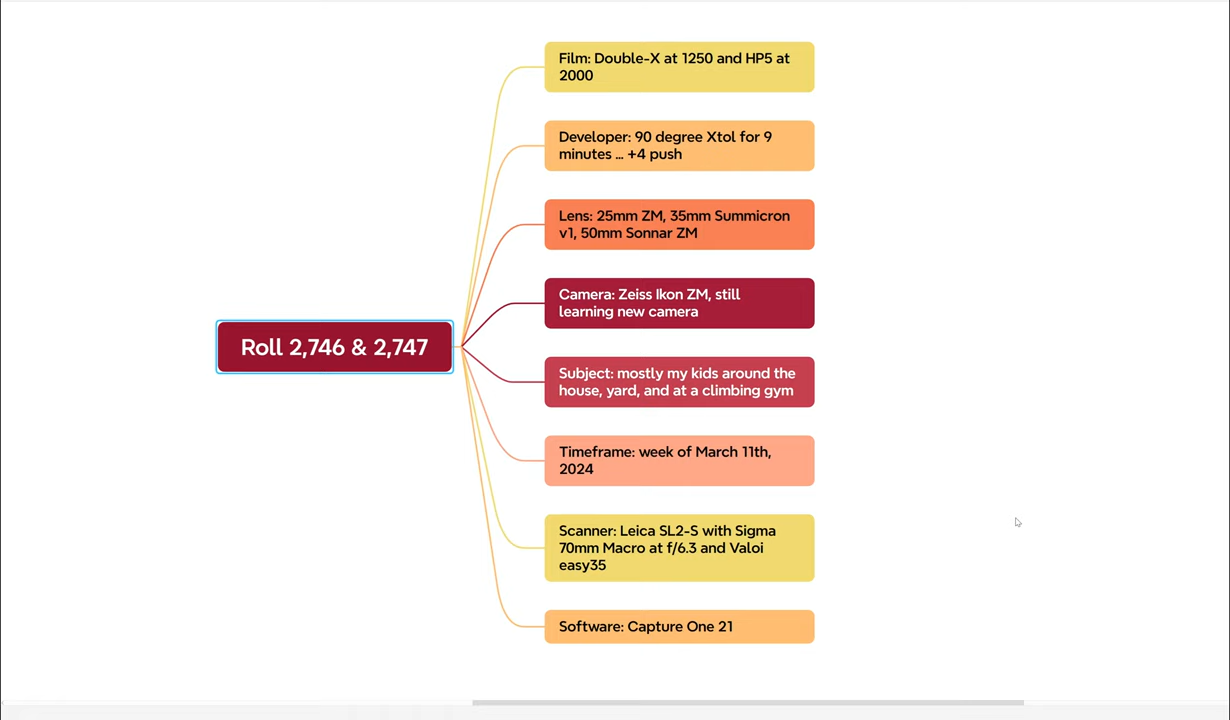 Film: Double-X at 1250 and HP5 at
2000
Developer: 90 degree Xtol for 9
minutes ... +4 push
Lens: 25mm ZM, 35mm Summicron
v1, 50mm Sonnar ZM
Camera: Zeiss Ikon ZM, still
learning new camera
Roll 2,746 & 2,747
Subject: mostly my kids around the
house, yard, and at a climbing gym
Timeframe: week of March 11th,
2024
Scanner: Leica SL2-S with Sigma
70mm Macro at f/6.3 and Valoi
easy35
Software: Capture One 21